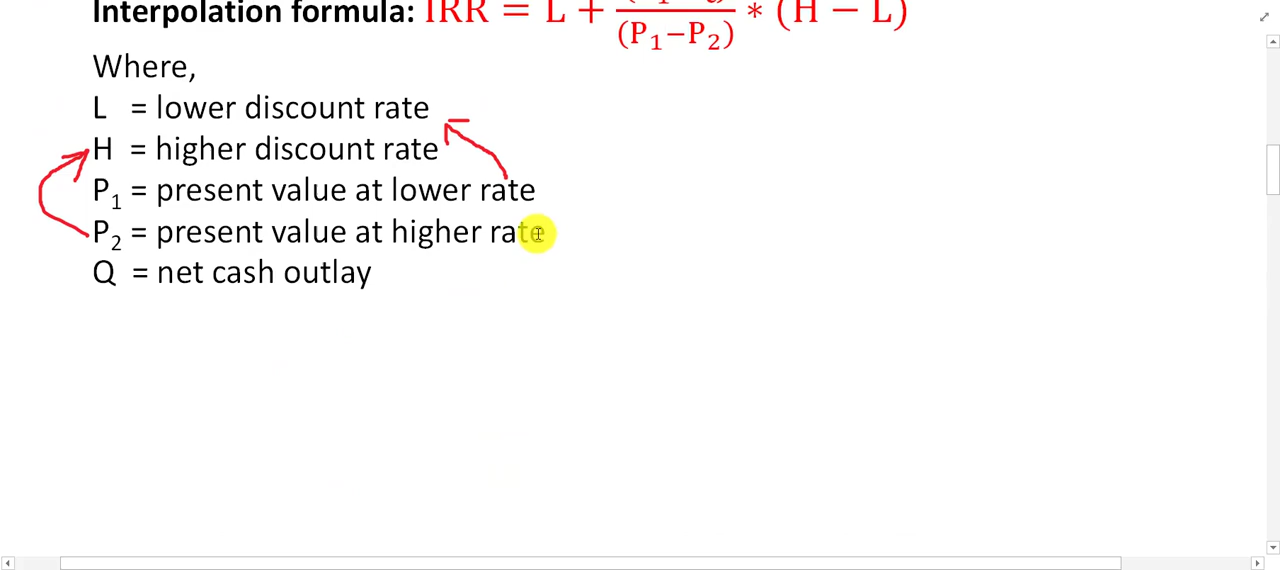 Interpolation formula: IRR = L + (P₁−Q)/(P₁−P₂) * (H − L)
Where,
L = lower discount rate
H = higher discount rate
P₁ = present value at lower rate
P₂ = present value at higher rate
Q = net cash outlay